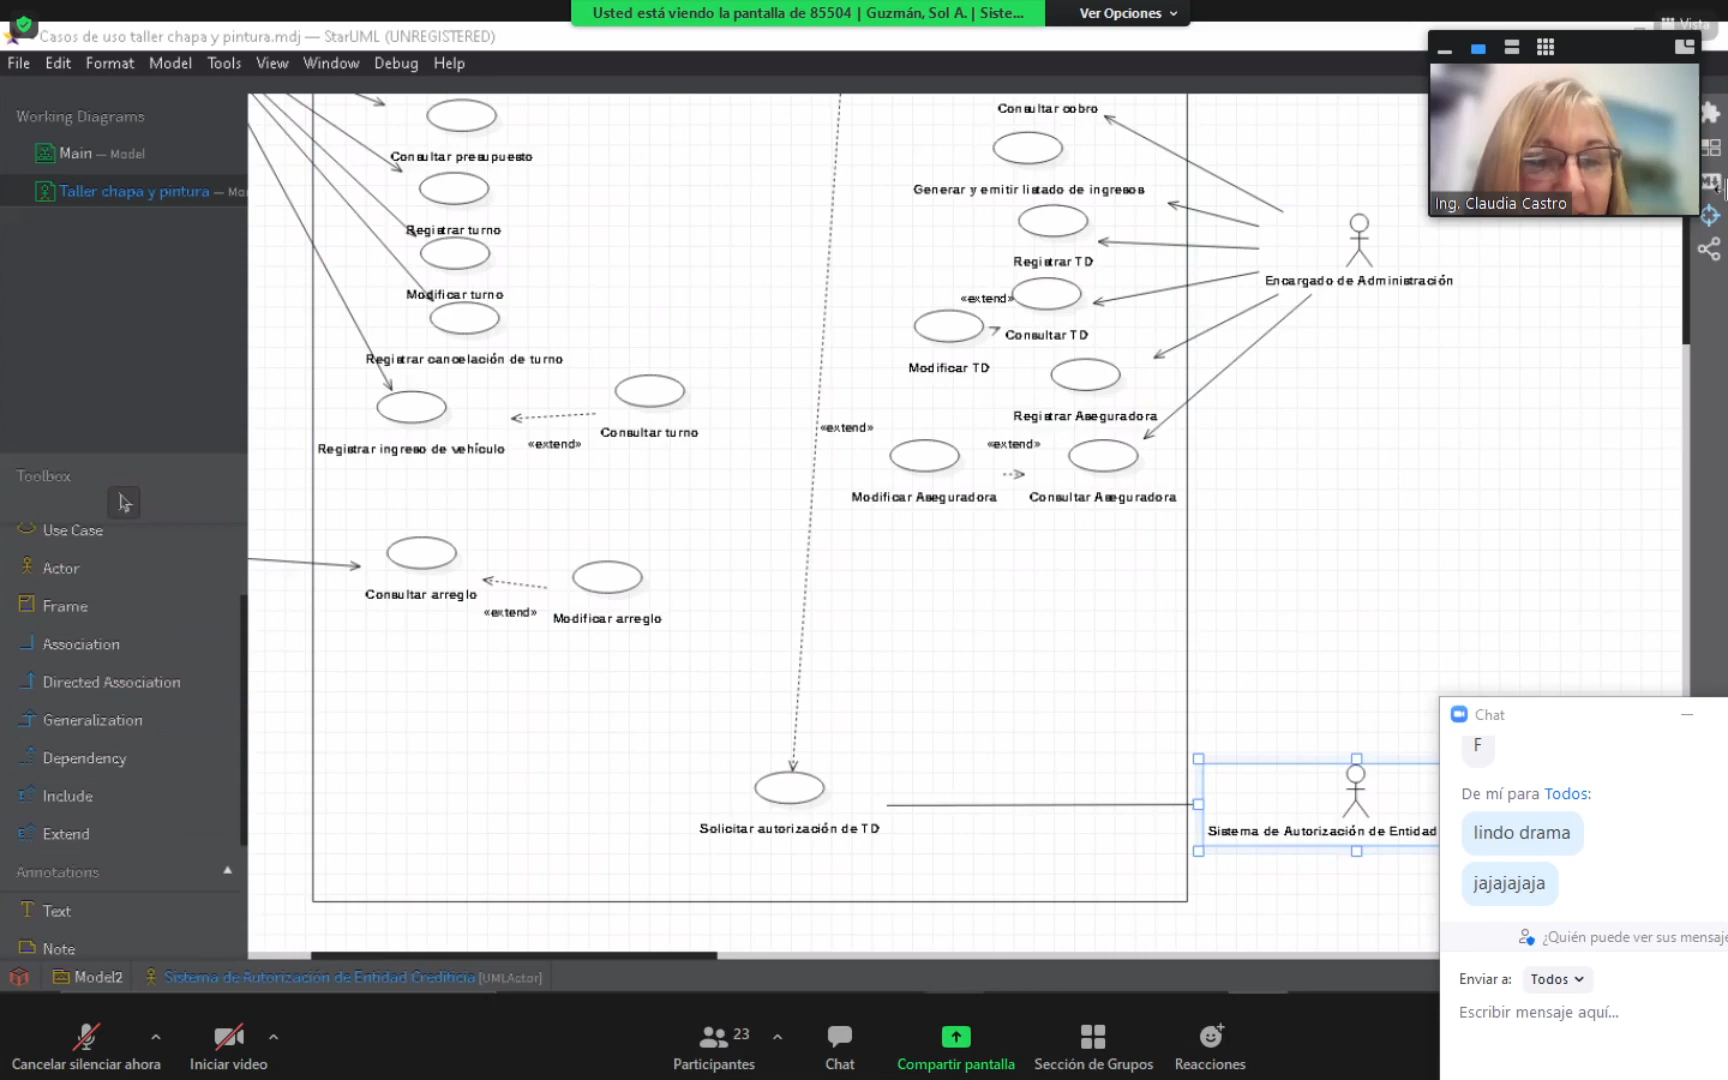 Usted está viendo la pantalla de 85504 | Guzmán, Sol A. | Siste...
Ver Opciones
Vista
Casos de uso taller chapa y pintura.mdj — StarUML (UNREGISTERED)
File Edit Format Model Tools View Window Debug Help
Working Diagrams
Main — Model
Taller chapa y pintura — Mo
Toolbox
Use Case
Actor
Frame
Association
Directed Association
Generalization
Dependency
Include
Extend
Annotations
Text
Note
Consultar presupuesto
Registrar turno
Modificar turno
Registrar cancelación de turno
Registrar ingreso de vehículo
«extend»
Consultar turno
Consultar arreglo
«extend»
Modificar arreglo
Consultar cobro
Generar y emitir listado de ingresos
Registrar TD
«extend»
Consultar TD
Modificar TD
Registrar Aseguradora
«extend»
«extend»
Modificar Aseguradora
Consultar Aseguradora
Encargado de Administración
Solicitar autorización de TD
Sistema de Autorización de Entidad
Ing. Claudia Castro
Chat
F
De mí para Todos:
lindo drama
jajajajaja
¿Quién puede ver sus mensaje
Enviar a: Todos
Escribir mensaje aquí...
Model2
Sistema de Autorización de Entidad Crediticia [UMLActor]
Cancelar silenciar ahora
Iniciar video
23
Participantes
Chat
Compartir pantalla
Sección de Grupos
Reacciones